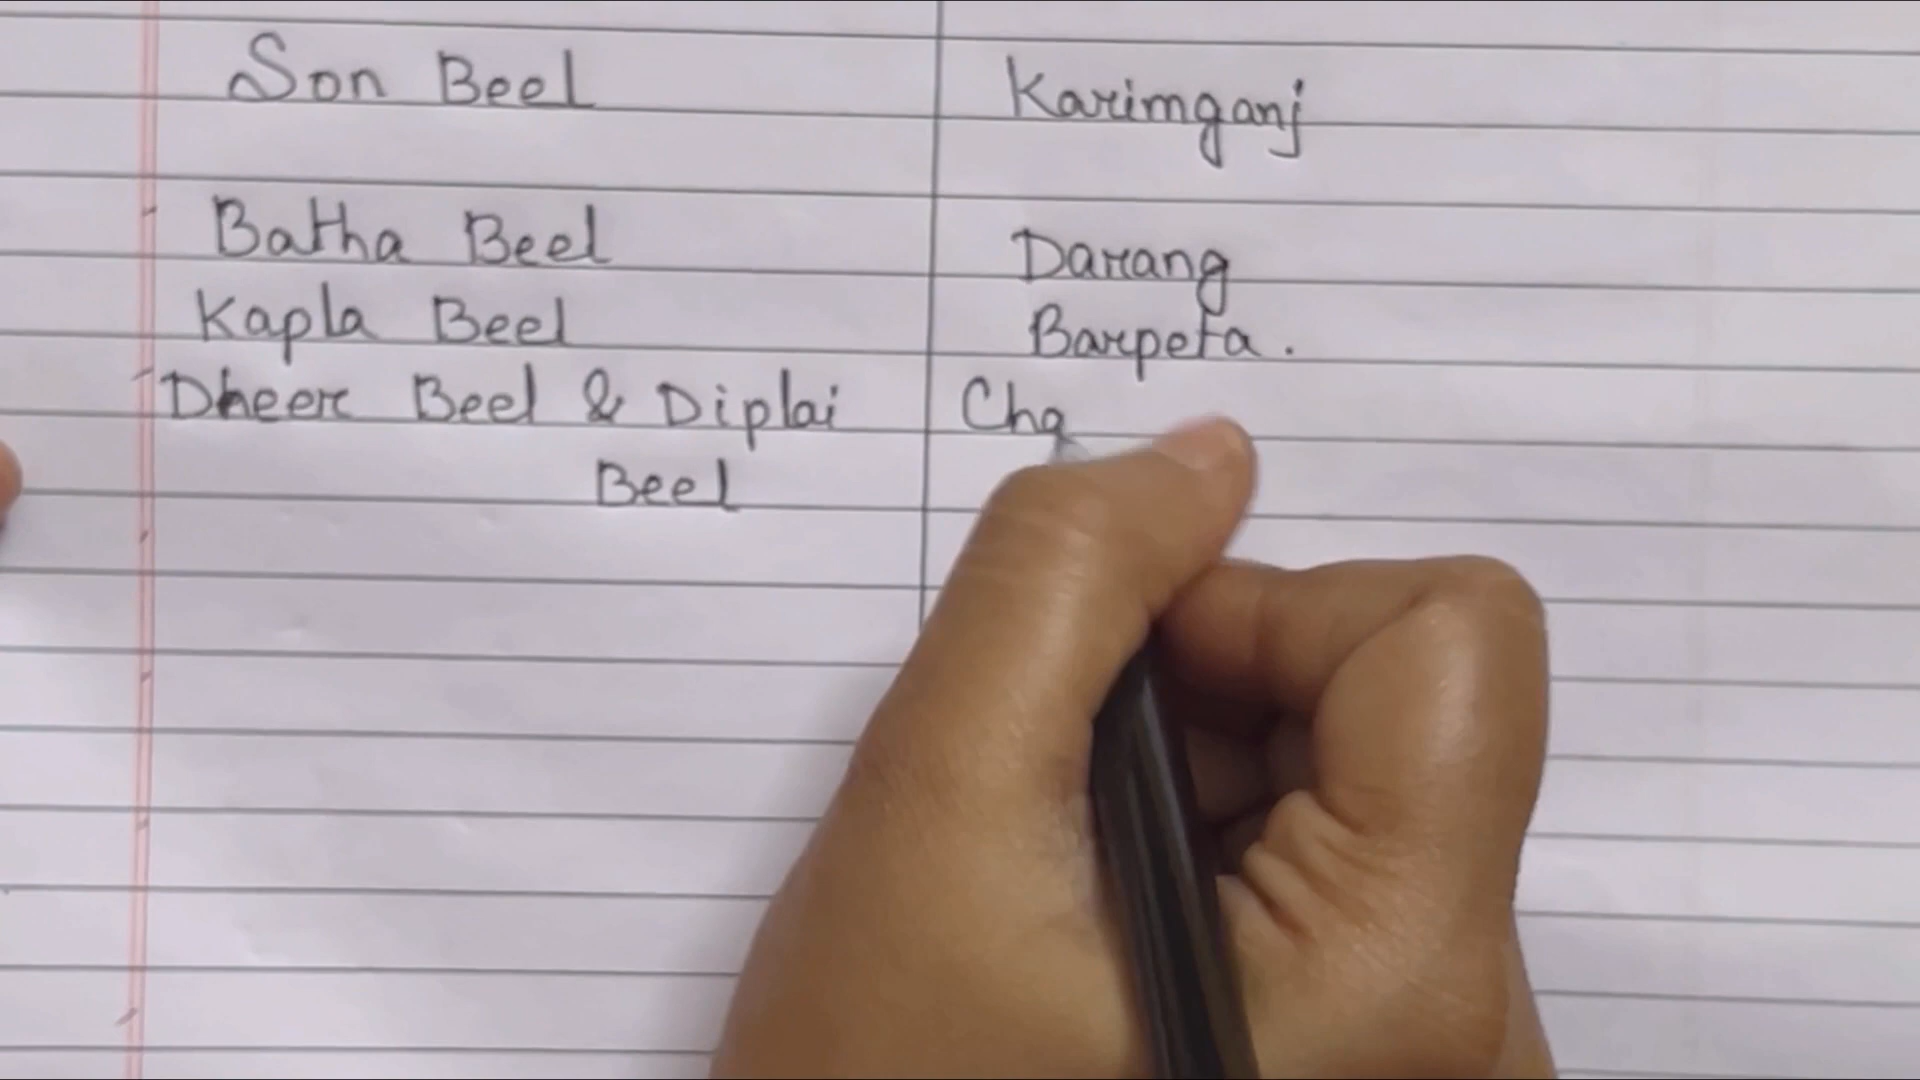 Son Beel Karimganj
Batha Beel Darang
Kapla Beel Barpeta.
Dheer Beel & Diplai Cha
Beel